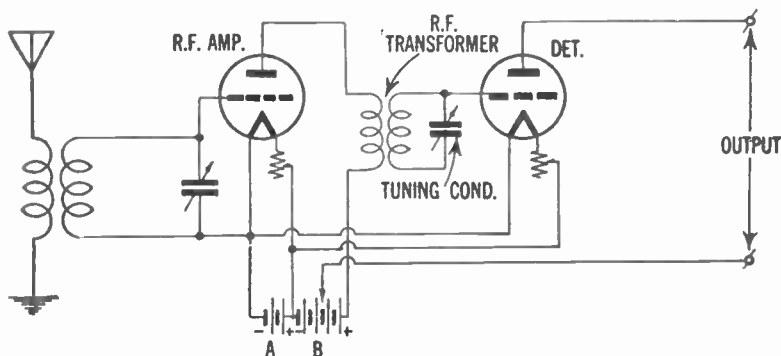 R.F. AMP.
R.F.
TRANSFORMER
DET.
TUNING COND.
OUTPUT
- + - +
A B